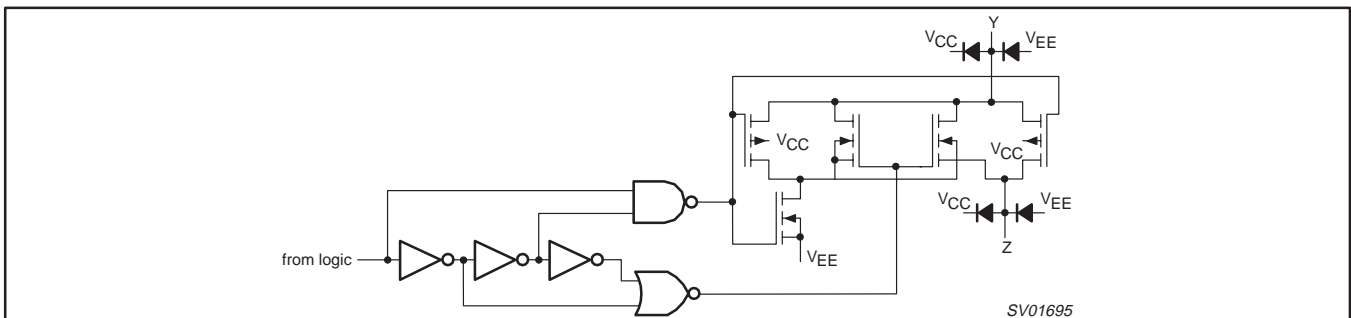 Y
VCC
VEE
VCC
VCC
VCC
VEE
from logic
VEE
Z
SV01695